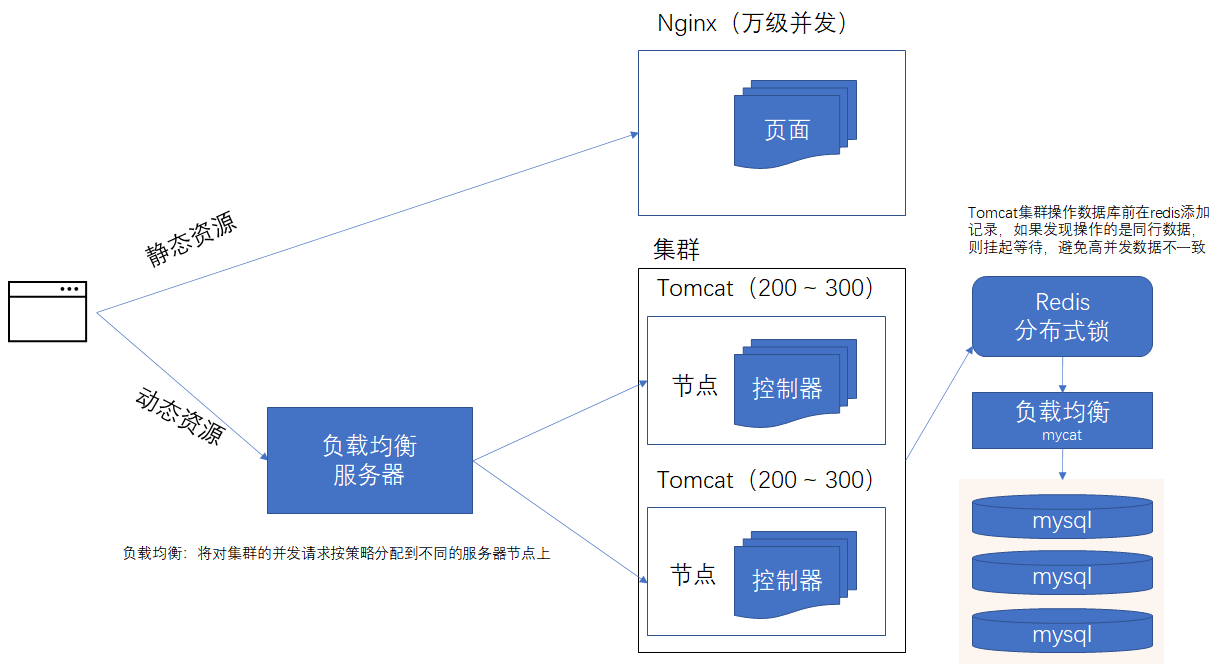 Nginx（万级并发）
页面
静态资源
动态资源
负载均衡
服务器
负载均衡：将对集群的并发请求按策略分配到不同的服务器节点上
集群
Tomcat（200 ~ 300）
节点
控制器
Tomcat（200 ~ 300）
节点
控制器
Tomcat集群操作数据库前在redis添加
记录，如果发现操作的是同行数据，
则挂起等待，避免高并发数据不一致
Redis
分布式锁
负载均衡
mycat
mysql
mysql
mysql